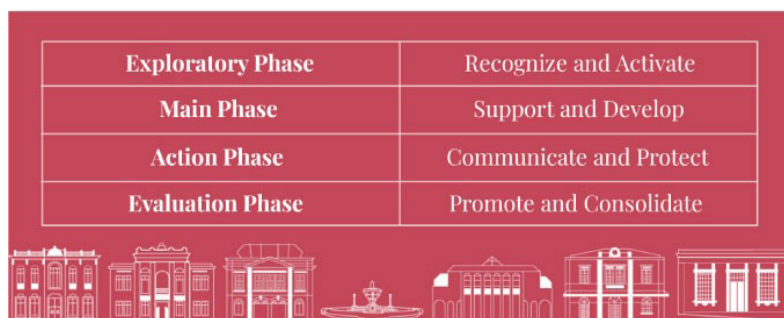 Exploratory Phase Recognize and Activate
Main Phase Support and Develop
Action Phase Communicate and Protect
Evaluation Phase Promote and Consolidate